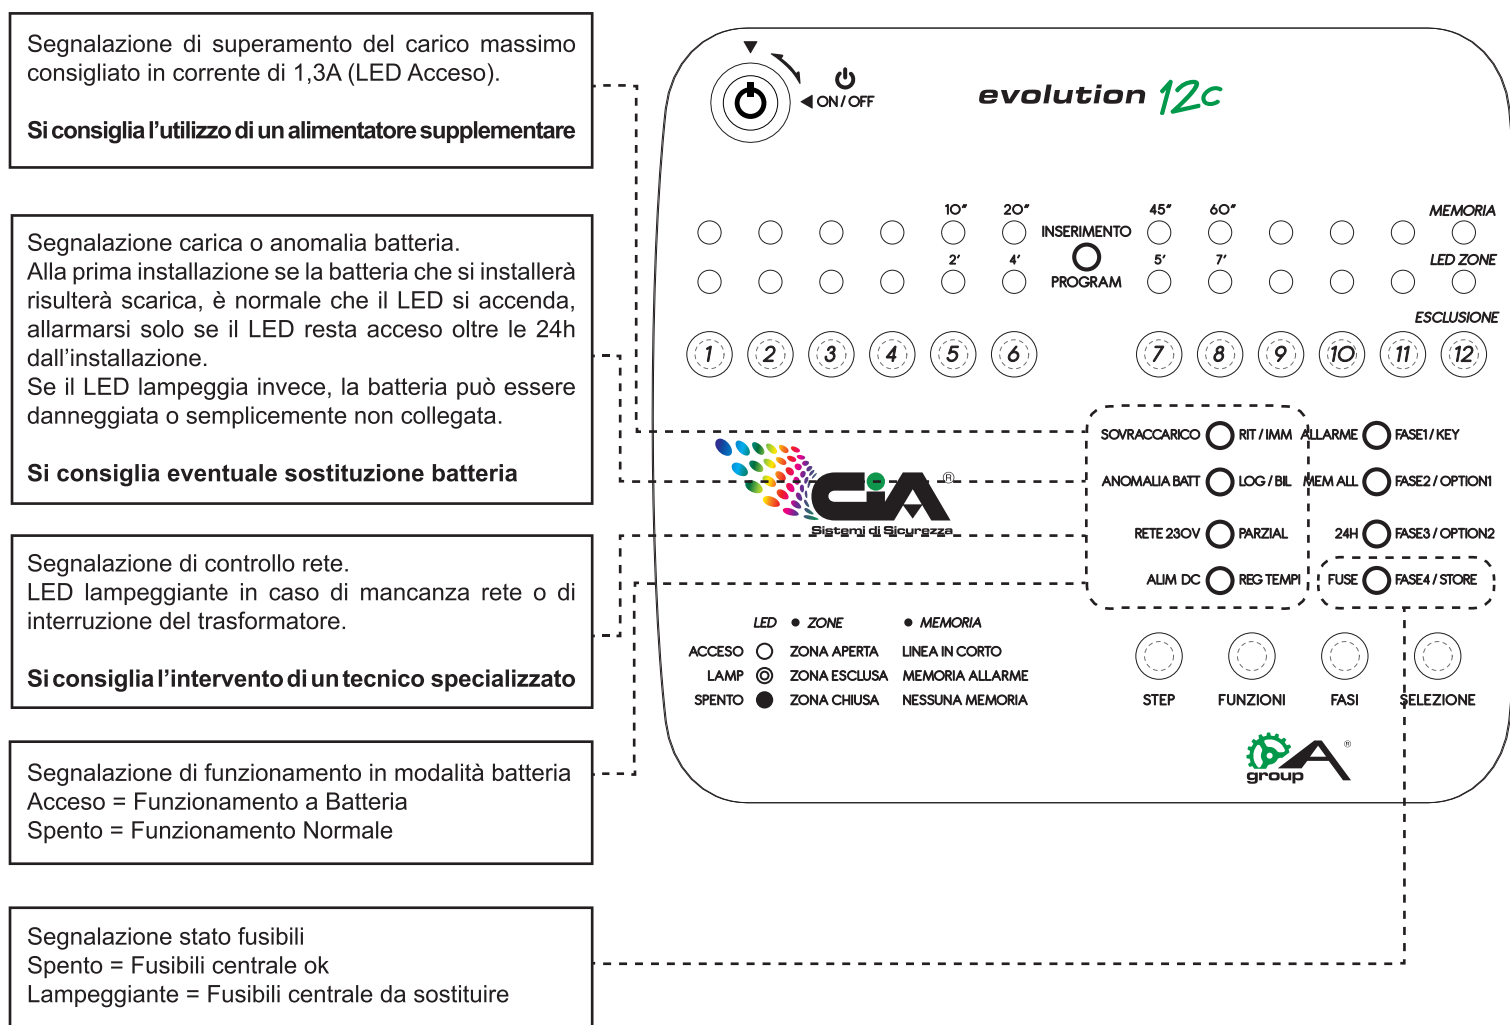 Segnalazione di superamento del carico massimo
consigliato in corrente di 1,3A (LED Acceso).
Si consiglia l'utilizzo di un alimentatore supplementare
Segnalazione carica o anomalia batteria.
Alla prima installazione se la batteria che si installerà
risulterà scarica, è normale che il LED si accenda,
allarmarsi solo se il LED resta acceso oltre le 24h
dall'installazione.
Se il LED lampeggia invece, la batteria può essere
danneggiata o semplicemente non collegata.
Si consiglia eventuale sostituzione batteria
Segnalazione di controllo rete.
LED lampeggiante in caso di mancanza rete o di
interruzione del trasformatore.
Si consiglia l'intervento di un tecnico specializzato
Segnalazione di funzionamento in modalità batteria
Acceso = Funzionamento a Batteria
Spento = Funzionamento Normale
Segnalazione stato fusibili
Spento = Fusibili centrale ok
Lampeggiante = Fusibili centrale da sostituire
ON / OFF
evolution 12c
10" 20" 45" 60" MEMORIA
INSERIMENTO
2' 4' 5' 7' LED ZONE
PROGRAM
ESCLUSIONE
1 2 3 4 5 6 7 8 9 10 11 12
SOVRACCARICO RIT / IMM ALLARME FASE1 / KEY
ANOMALIA BATT LOG / BIL MEM ALL FASE2 / OPTION1
RETE 230V PARZIAL 24H FASE3 / OPTION2
ALIM DC REG TEMPI FUSE FASE4 / STORE
CiA ®
Sistemi di Sicurezza
LED • ZONE • MEMORIA
ACCESO ZONA APERTA LINEA IN CORTO
LAMP ZONA ESCLUSA MEMORIA ALLARME
SPENTO ZONA CHIUSA NESSUNA MEMORIA
STEP FUNZIONI FASI SELEZIONE
A ®
group